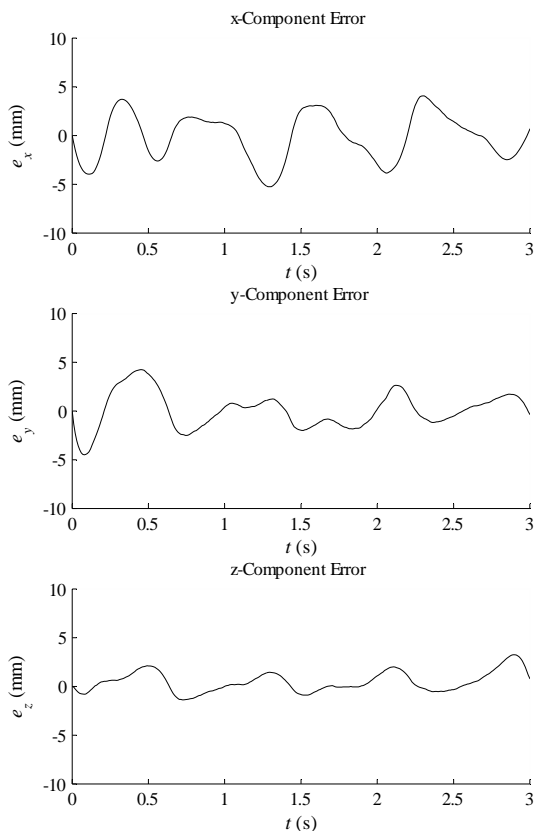 x-Component Error
10
5
0
-5
-10
e_x (mm)
0 0.5 1 1.5 2 2.5 3
t (s)
y-Component Error
10
5
0
-5
-10
e_y (mm)
0 0.5 1 1.5 2 2.5 3
t (s)
z-Component Error
10
5
0
-5
-10
e_z (mm)
0 0.5 1 1.5 2 2.5 3
t (s)